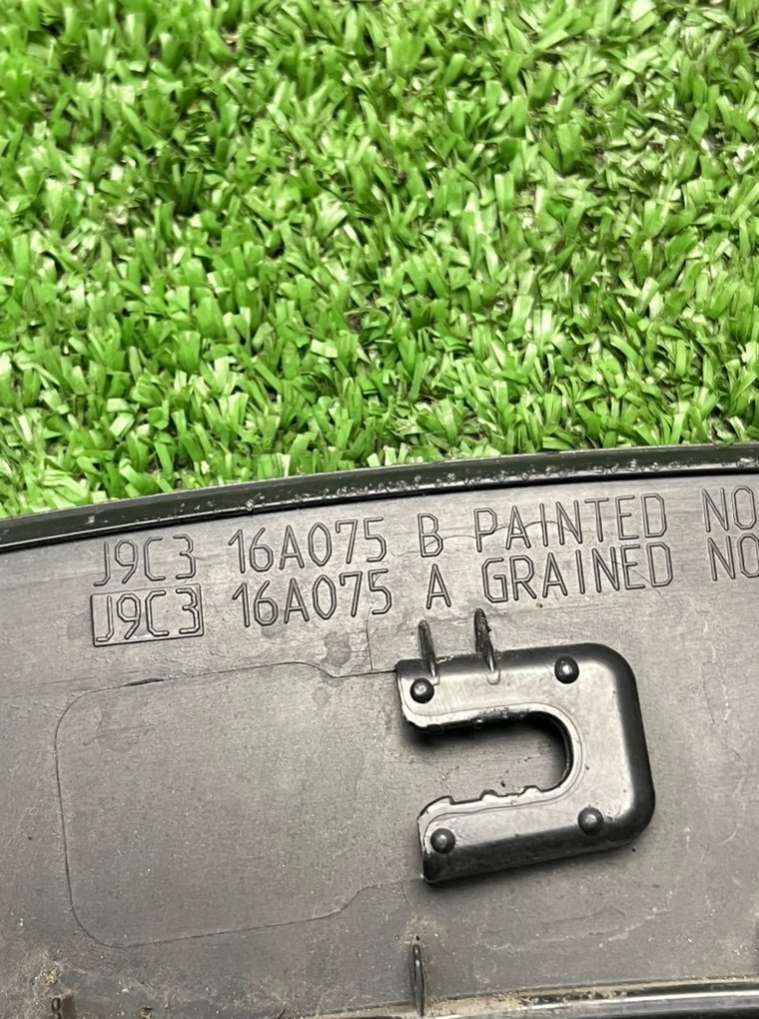 J9C3 16A075 B PAINTED NO
J9C3 16A075 A GRAINED NO